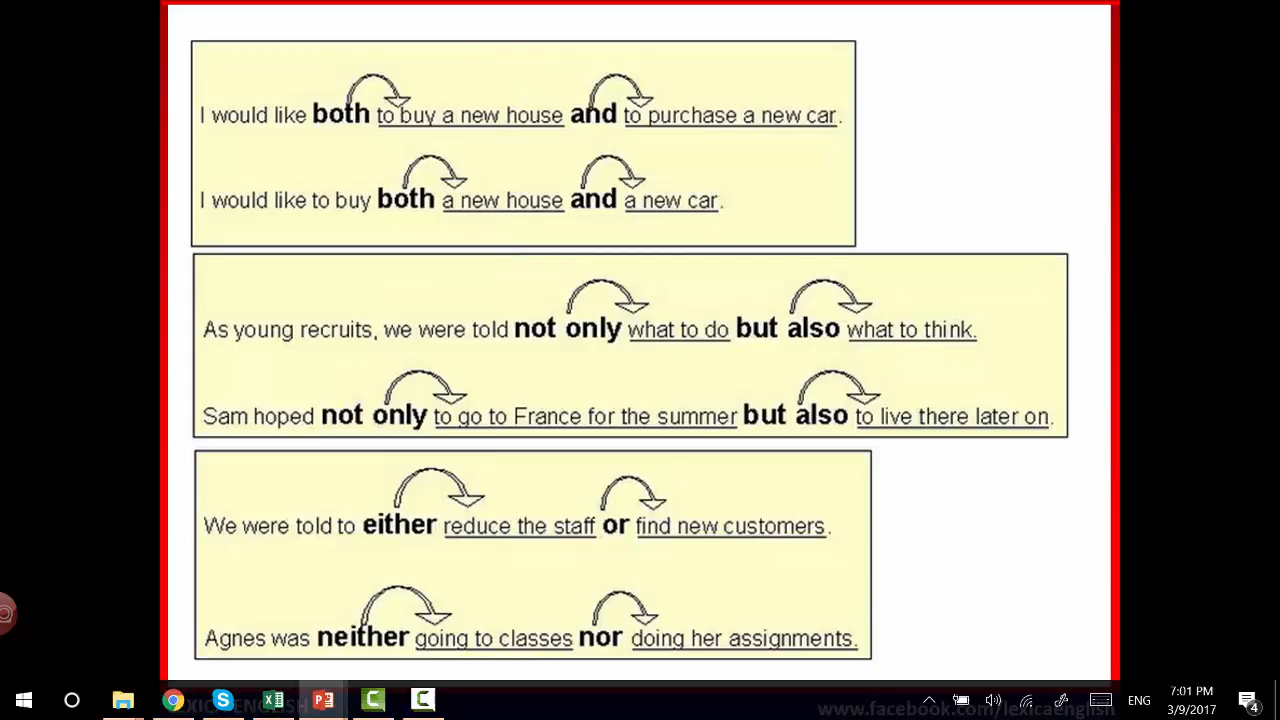 I would like both to buy a new house and to purchase a new car.
I would like to buy both a new house and a new car.
As young recruits, we were told not only what to do but also what to think.
Sam hoped not only to go to France for the summer but also to live there later on.
We were told to either reduce the staff or find new customers.
Agnes was neither going to classes nor doing her assignments.
ENG
7:01 PM
3/9/2017
4
www.facebook.com/lexicaenglish